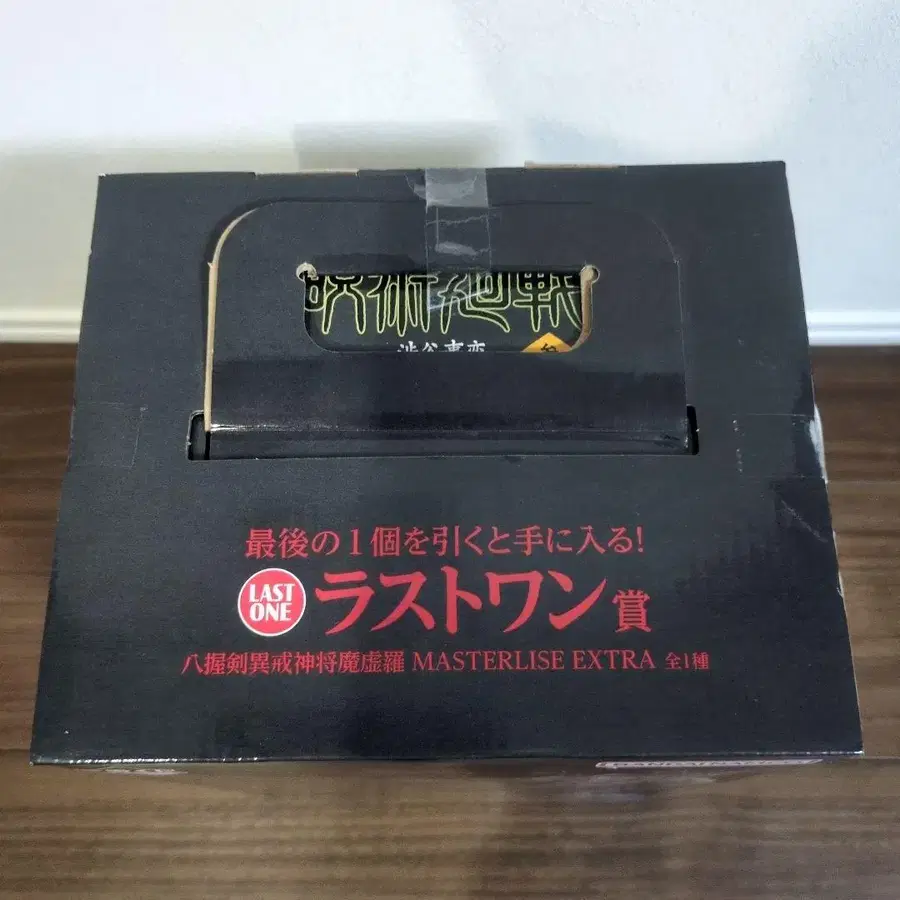 呪術廻戦
渋谷事変
最後の1個を引くと手に入る!
LAST ONE ラストワン賞
八握剣異戒神将魔虚羅 MASTERLISE EXTRA 全1種